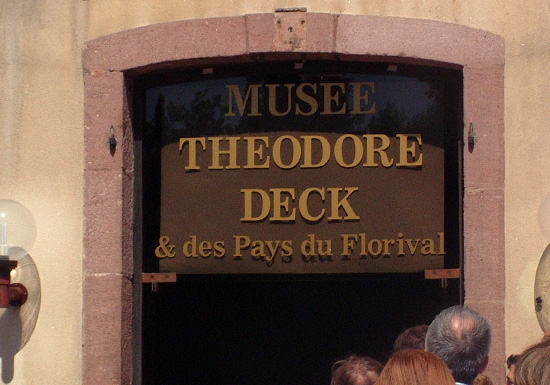 MUSEE
THEODORE
DECK
& des Pays du Florival